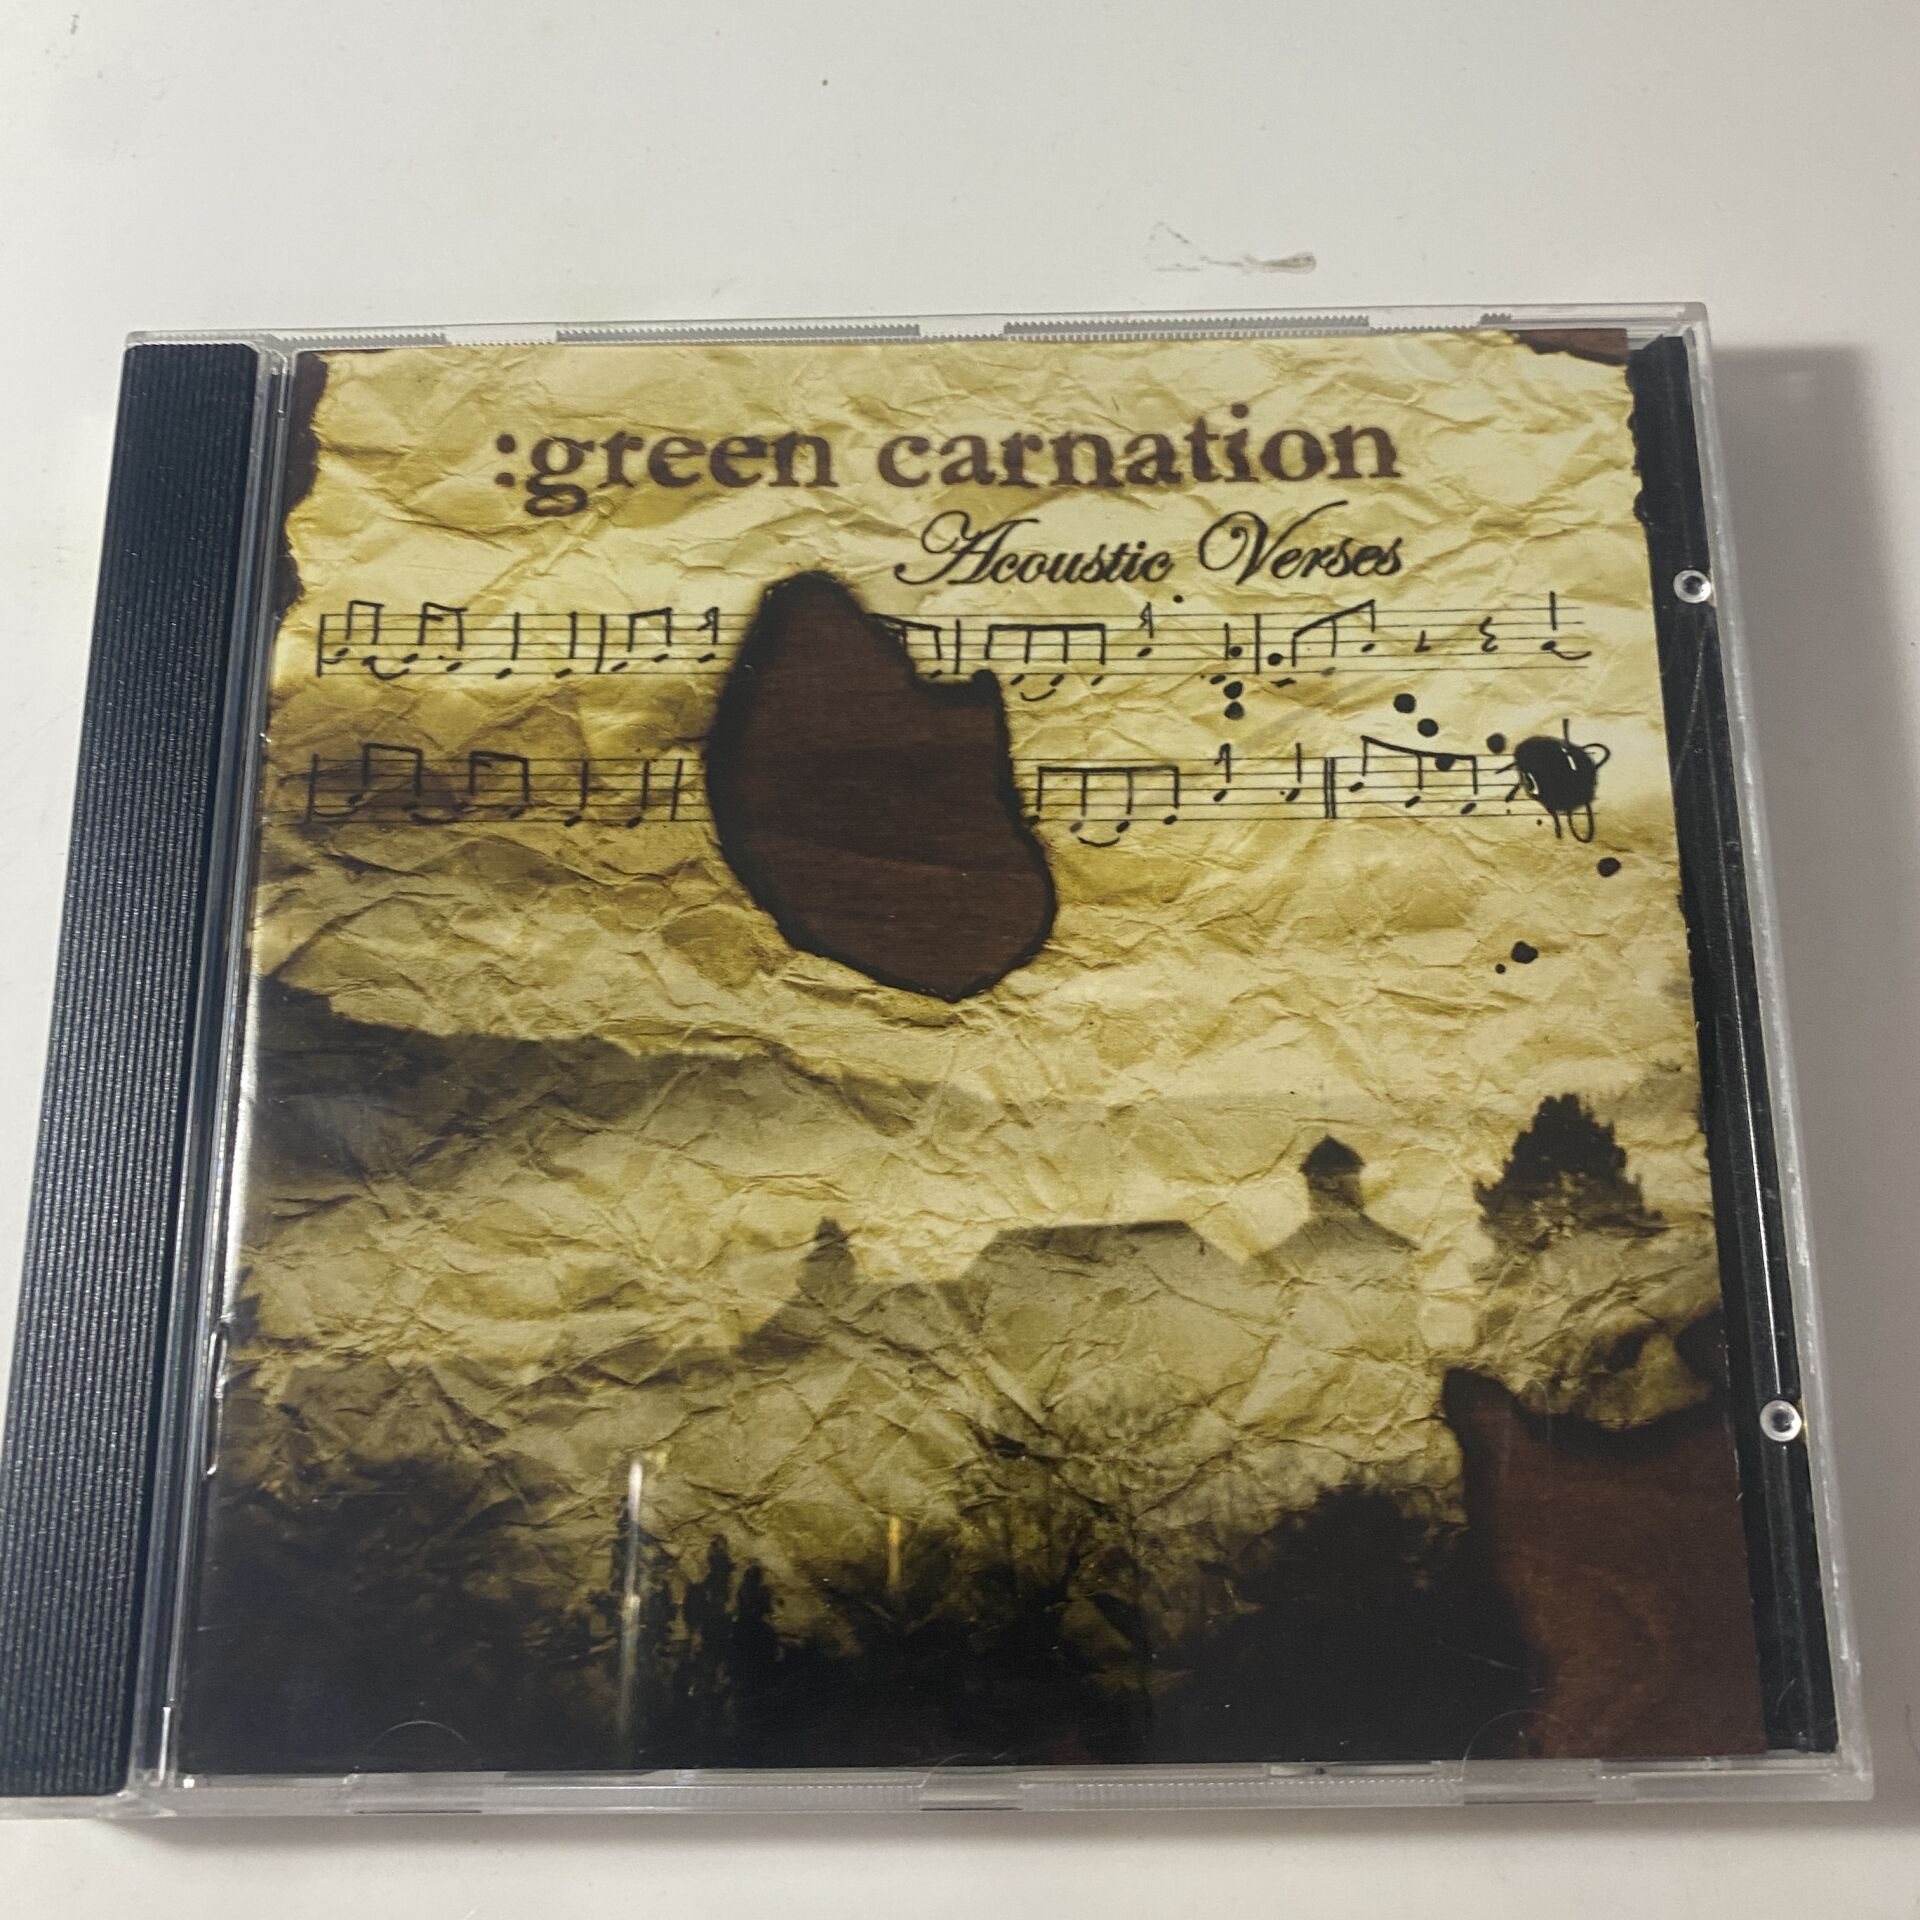 :green carnation
Acoustic Verses